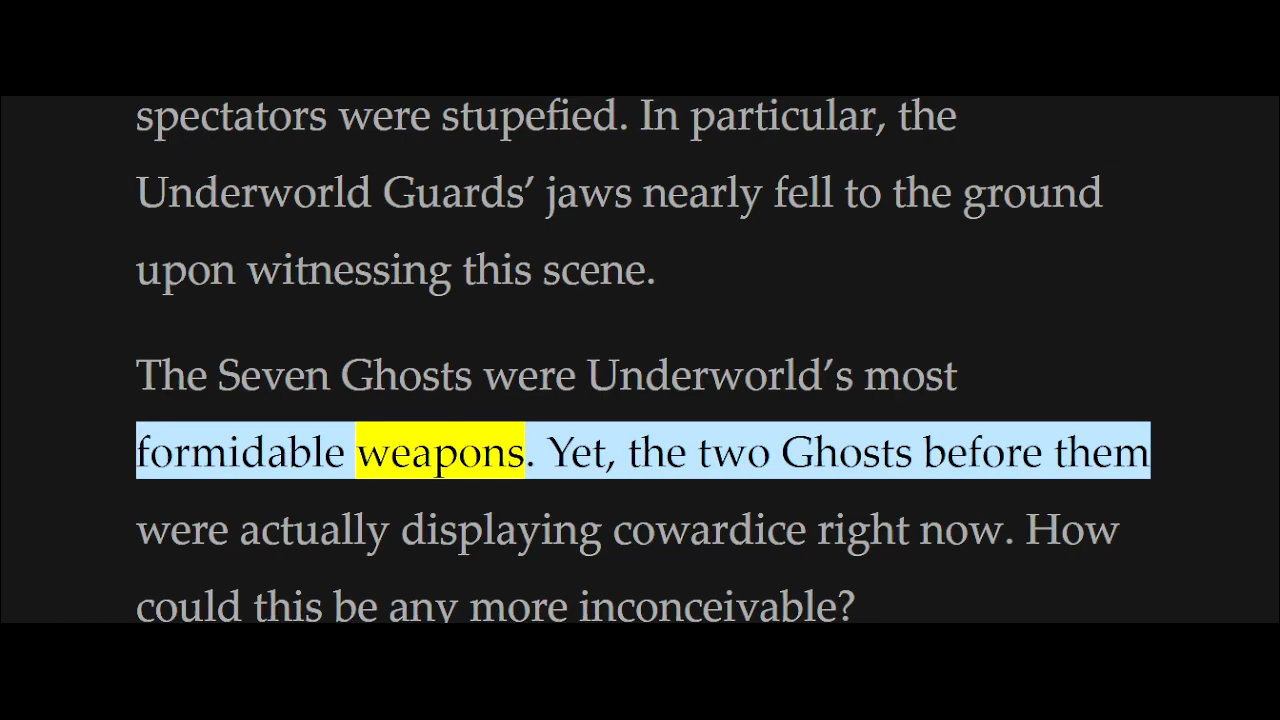 spectators were stupefied. In particular, the
Underworld Guards’ jaws nearly fell to the ground
upon witnessing this scene.
The Seven Ghosts were Underworld’s most
formidable weapons. Yet, the two Ghosts before them
were actually displaying cowardice right now. How
could this be any more inconceivable?